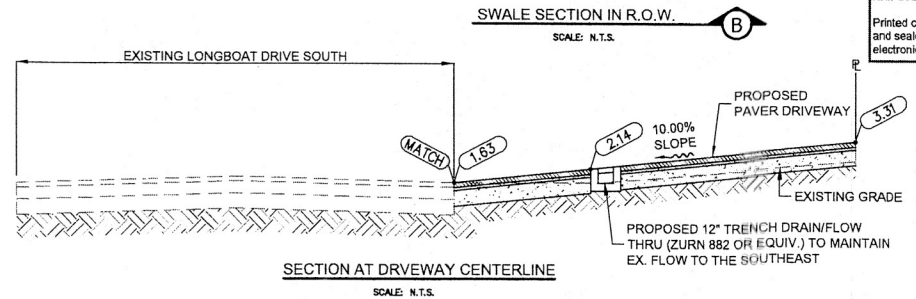 SWALE SECTION IN R.O.W.
B
SCALE: N.T.S.
Printed c
and seale
electronic
EXISTING LONGBOAT DRIVE SOUTH
PL
PROPOSED
PAVER DRIVEWAY
3.31
10.00%
SLOPE
2.14
MATCH
1.63
EXISTING GRADE
PROPOSED 12" TRENCH DRAIN/FLOW
THRU (ZURN 882 OR EQUIV.) TO MAINTAIN
EX. FLOW TO THE SOUTHEAST
SECTION AT DRVEWAY CENTERLINE
SCALE: N.T.S.